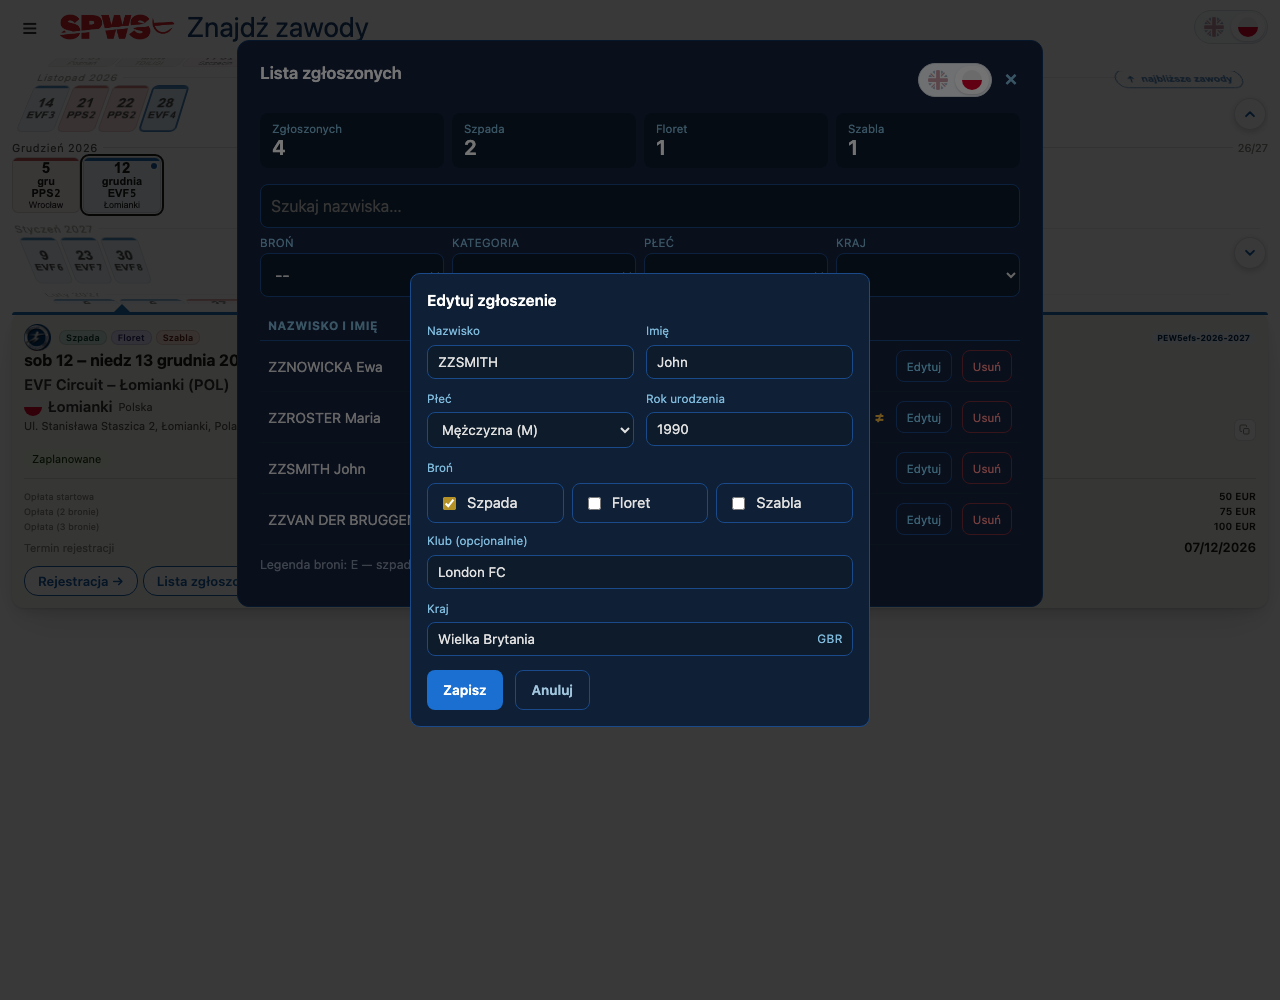 SPWS Znajdź zawody
Listopad 2026
najbliższe zawody
14 EVF3
21 PPS2
22 PPS2
28 EVF4
Grudzień 2026
26/27
5 gru PPS2 Wrocław
12 grudnia EVF5 Łomianki
Styczeń 2027
9 EVF6
23 EVF7
30 EVF8
Szpada Floret Szabla
PEW5efs-2026-2027
sob 12 – niedz 13 grudnia 20
EVF Circuit – Łomianki (POL)
Łomianki Polska
Ul. Stanisława Staszica 2, Łomianki, Pola
Zaplanowane
Opłata startowa 50 EUR
Opłata (2 bronie) 75 EUR
Opłata (3 bronie) 100 EUR
Termin rejestracji 07/12/2026
Rejestracja →
Lista zgłoszo
Lista zgłoszonych
×
Zgłoszonych
4
Szpada
2
Floret
1
Szabla
1
Szukaj nazwiska...
BROŃ KATEGORIA PŁEĆ KRAJ
--
NAZWISKO I IMIĘ
ZZNOWICKA Ewa Edytuj Usuń
ZZROSTER Maria ≠ Edytuj Usuń
ZZSMITH John Edytuj Usuń
ZZVAN DER BRUGGEN Edytuj Usuń
Legenda broni: E — szpad
Edytuj zgłoszenie
Nazwisko
ZZSMITH
Imię
John
Płeć
Mężczyzna (M)
Rok urodzenia
1990
Broń
Szpada
Floret
Szabla
Klub (opcjonalnie)
London FC
Kraj
Wielka Brytania GBR
Zapisz
Anuluj